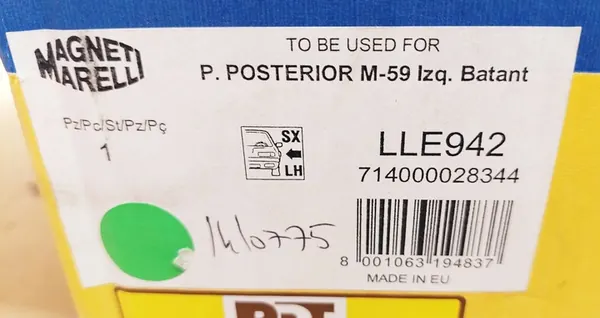 MAGNETI
MARELLI
TO BE USED FOR
P. POSTERIOR M-59 Izq. Batant
Pz/Pc/St/Pz/Pç
1
SX
LH
LLE942
714000028344
1410775
8 001063 194837
MADE IN EU